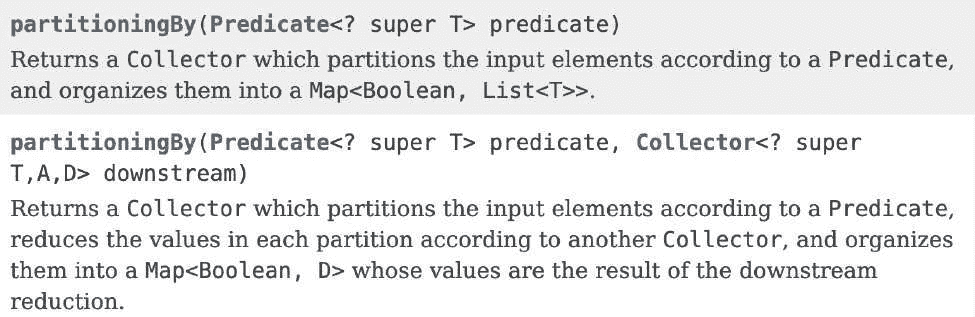 partitioningBy(Predicate<? super T> predicate)
Returns a Collector which partitions the input elements according to a Predicate,
and organizes them into a Map<Boolean, List<T>>.
partitioningBy(Predicate<? super T> predicate, Collector<? super
T,A,D> downstream)
Returns a Collector which partitions the input elements according to a Predicate,
reduces the values in each partition according to another Collector, and organizes
them into a Map<Boolean, D> whose values are the result of the downstream
reduction.